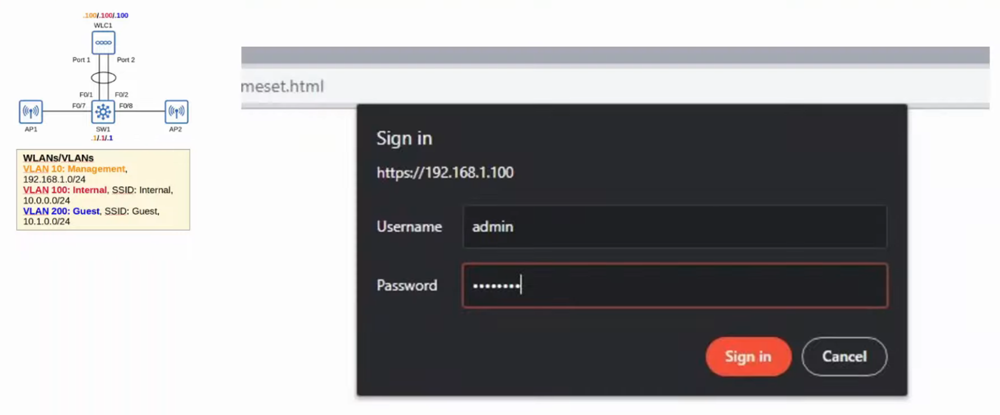 .100/.100/.100
WLC1
Port 1
Port 2
F0/1
F0/2
F0/7
F0/8
AP1
SW1
AP2
.1/.1/.1
WLANs/VLANs
VLAN 10: Management,
192.168.1.0/24
VLAN 100: Internal, SSID: Internal,
10.0.0.0/24
VLAN 200: Guest, SSID: Guest,
10.1.0.0/24
meset.html
Sign in
https://192.168.1.100
Username
admin
Password
••••••••
Sign in
Cancel